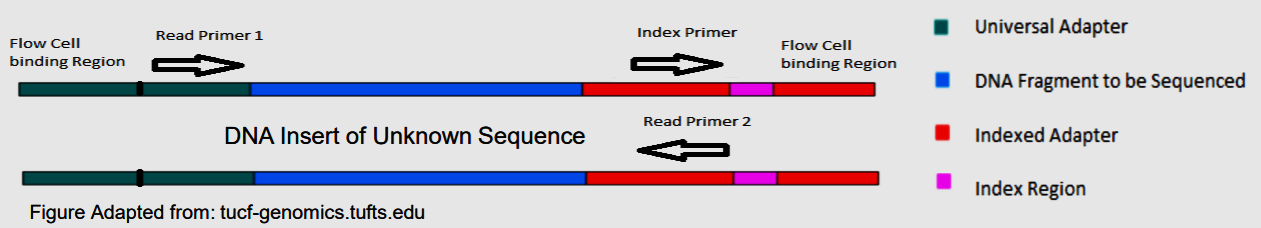 Flow Cell
binding Region
Read Primer 1
Index Primer
Flow Cell
binding Region
DNA Insert of Unknown Sequence
Read Primer 2
Figure Adapted from: tucf-genomics.tufts.edu
Universal Adapter
DNA Fragment to be Sequenced
Indexed Adapter
Index Region